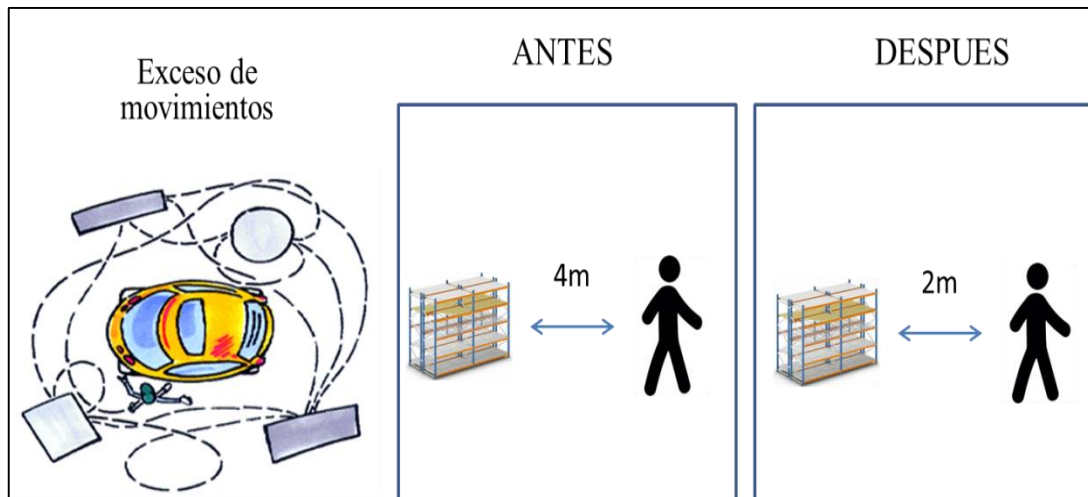 Exceso de
movimientos
ANTES
4m
DESPUES
2m